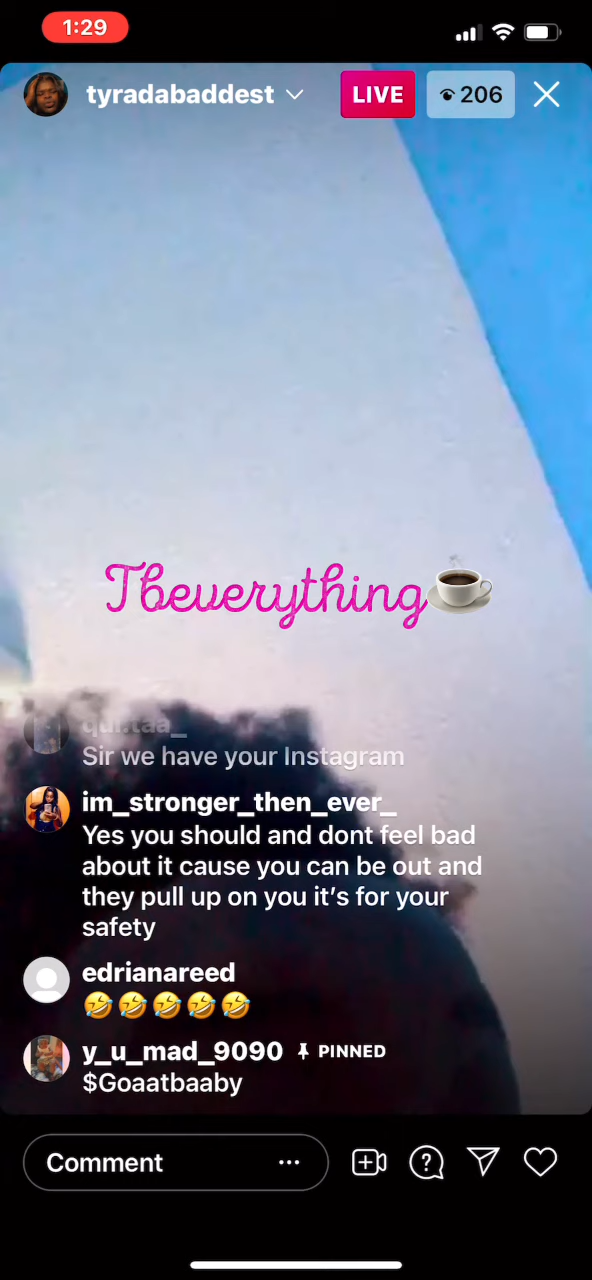 1:29
tyradabaddest
LIVE
206
Tbeverything
Sir we have your Instagram
im_stronger_then_ever_
Yes you should and dont feel bad
about it cause you can be out and
they pull up on you it's for your
safety
edrianareed
🤣🤣🤣🤣🤣
y_u_mad_9090 PINNED
$Goaatbaaby
Comment ...